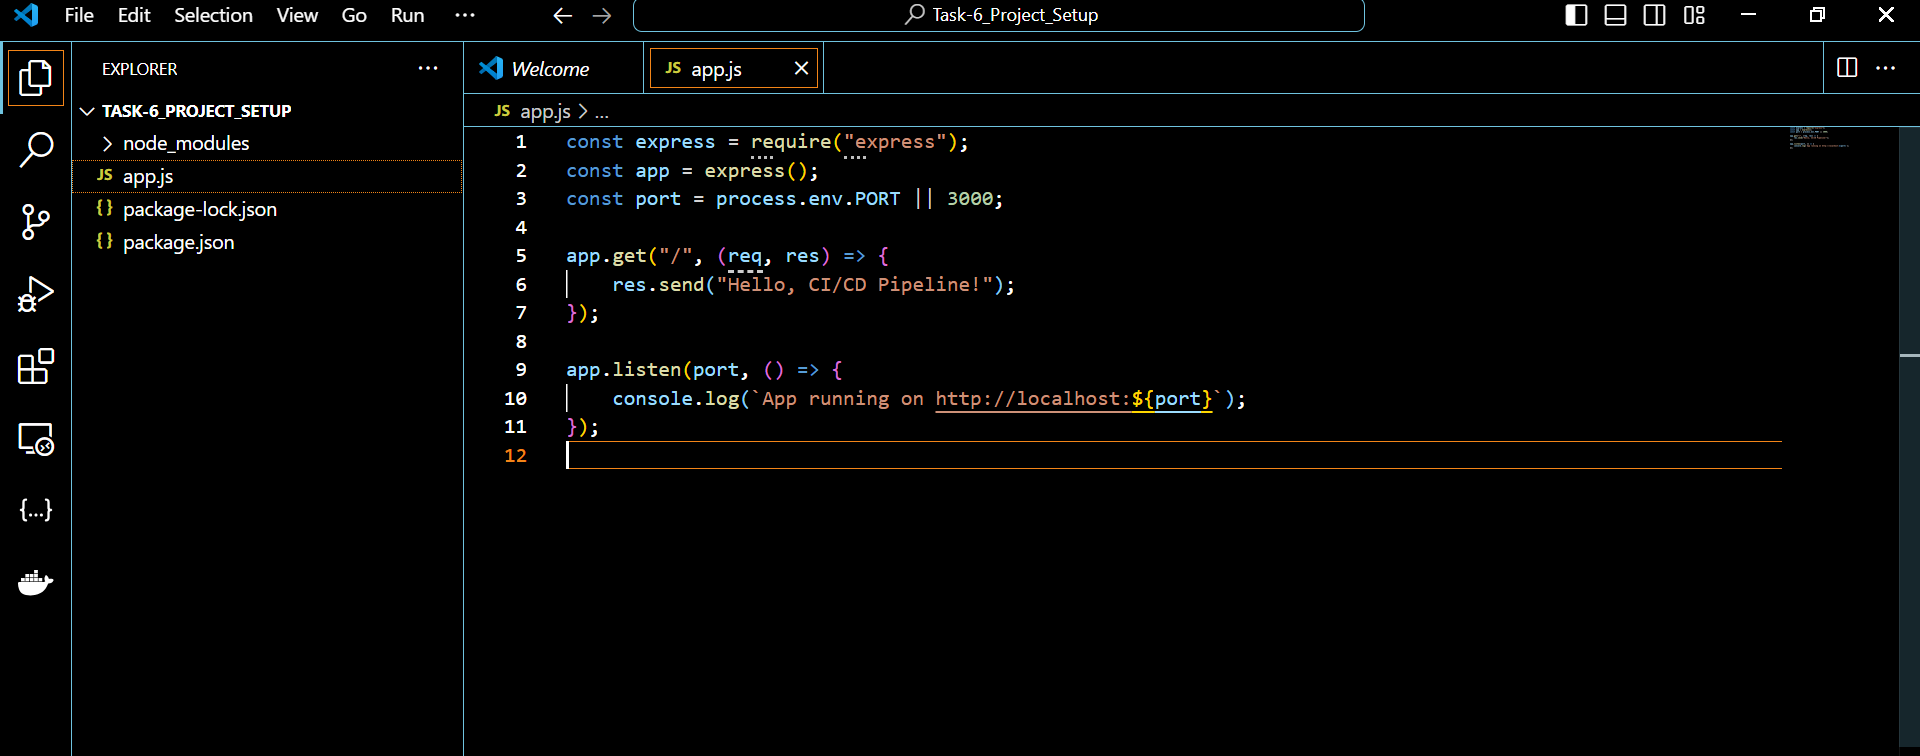 File Edit Selection View Go Run ··· Task-6_Project_Setup
EXPLORER ···
TASK-6_PROJECT_SETUP
node_modules
JS app.js
{} package-lock.json
{} package.json
Welcome JS app.js
JS app.js > ...
1 const express = require("express");
2 const app = express();
3 const port = process.env.PORT || 3000;
4
5 app.get("/", (req, res) => {
6     res.send("Hello, CI/CD Pipeline!");
7 });
8
9 app.listen(port, () => {
10     console.log(`App running on http://localhost:${port}`);
11 });
12